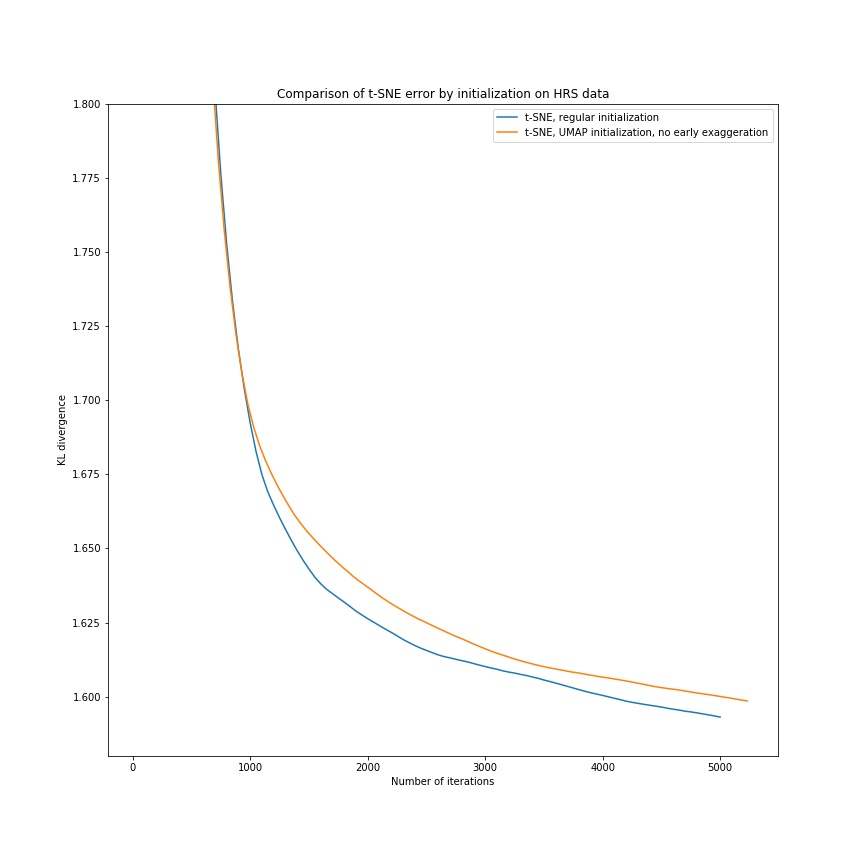 Comparison of t-SNE error by initialization on HRS data
t-SNE, regular initialization
t-SNE, UMAP initialization, no early exaggeration
KL divergence
1.800
1.775
1.750
1.725
1.700
1.675
1.650
1.625
1.600
0 1000 2000 3000 4000 5000
Number of iterations